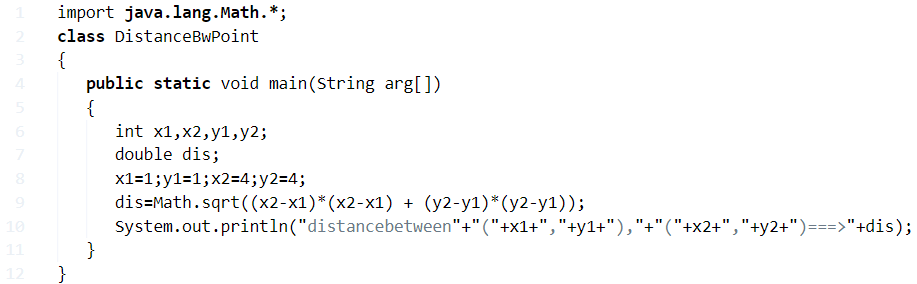 1 import java.lang.Math.*;
2 class DistanceBwPoint
3 {
4 public static void main(String arg[])
5 {
6 int x1,x2,y1,y2;
7 double dis;
8 x1=1;y1=1;x2=4;y2=4;
9 dis=Math.sqrt((x2-x1)*(x2-x1) + (y2-y1)*(y2-y1));
10 System.out.println("distancebetween"+"("+x1+","+y1+"),"+"("+x2+","+y2+")===>"+dis);
11 }
12 }